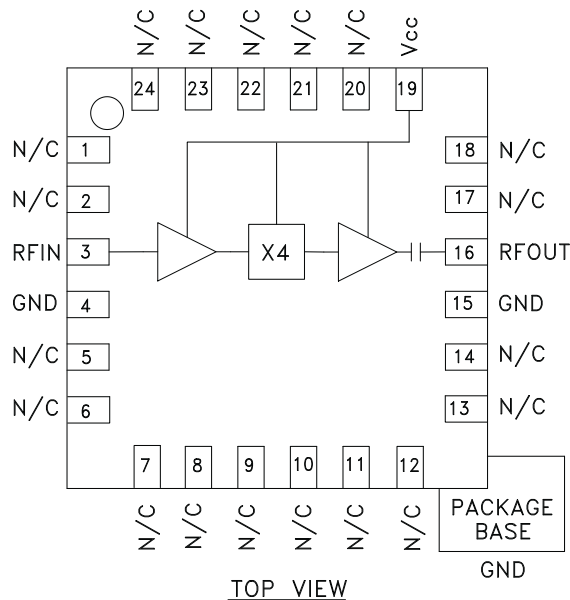 N/C N/C N/C N/C N/C Vcc
24 23 22 21 20 19
N/C 1 18 N/C
N/C 2 17 N/C
RFIN 3 X4 16 RFOUT
GND 4 15 GND
N/C 5 14 N/C
N/C 6 13 N/C
7 8 9 10 11 12
N/C N/C N/C N/C N/C N/C
PACKAGE
BASE
GND
TOP VIEW